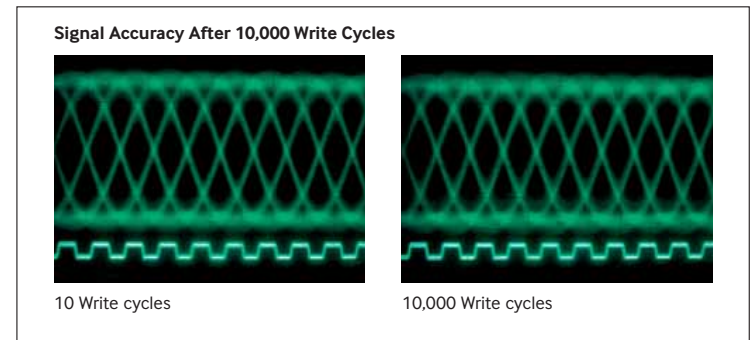 Signal Accuracy After 10,000 Write Cycles
10 Write cycles
10,000 Write cycles